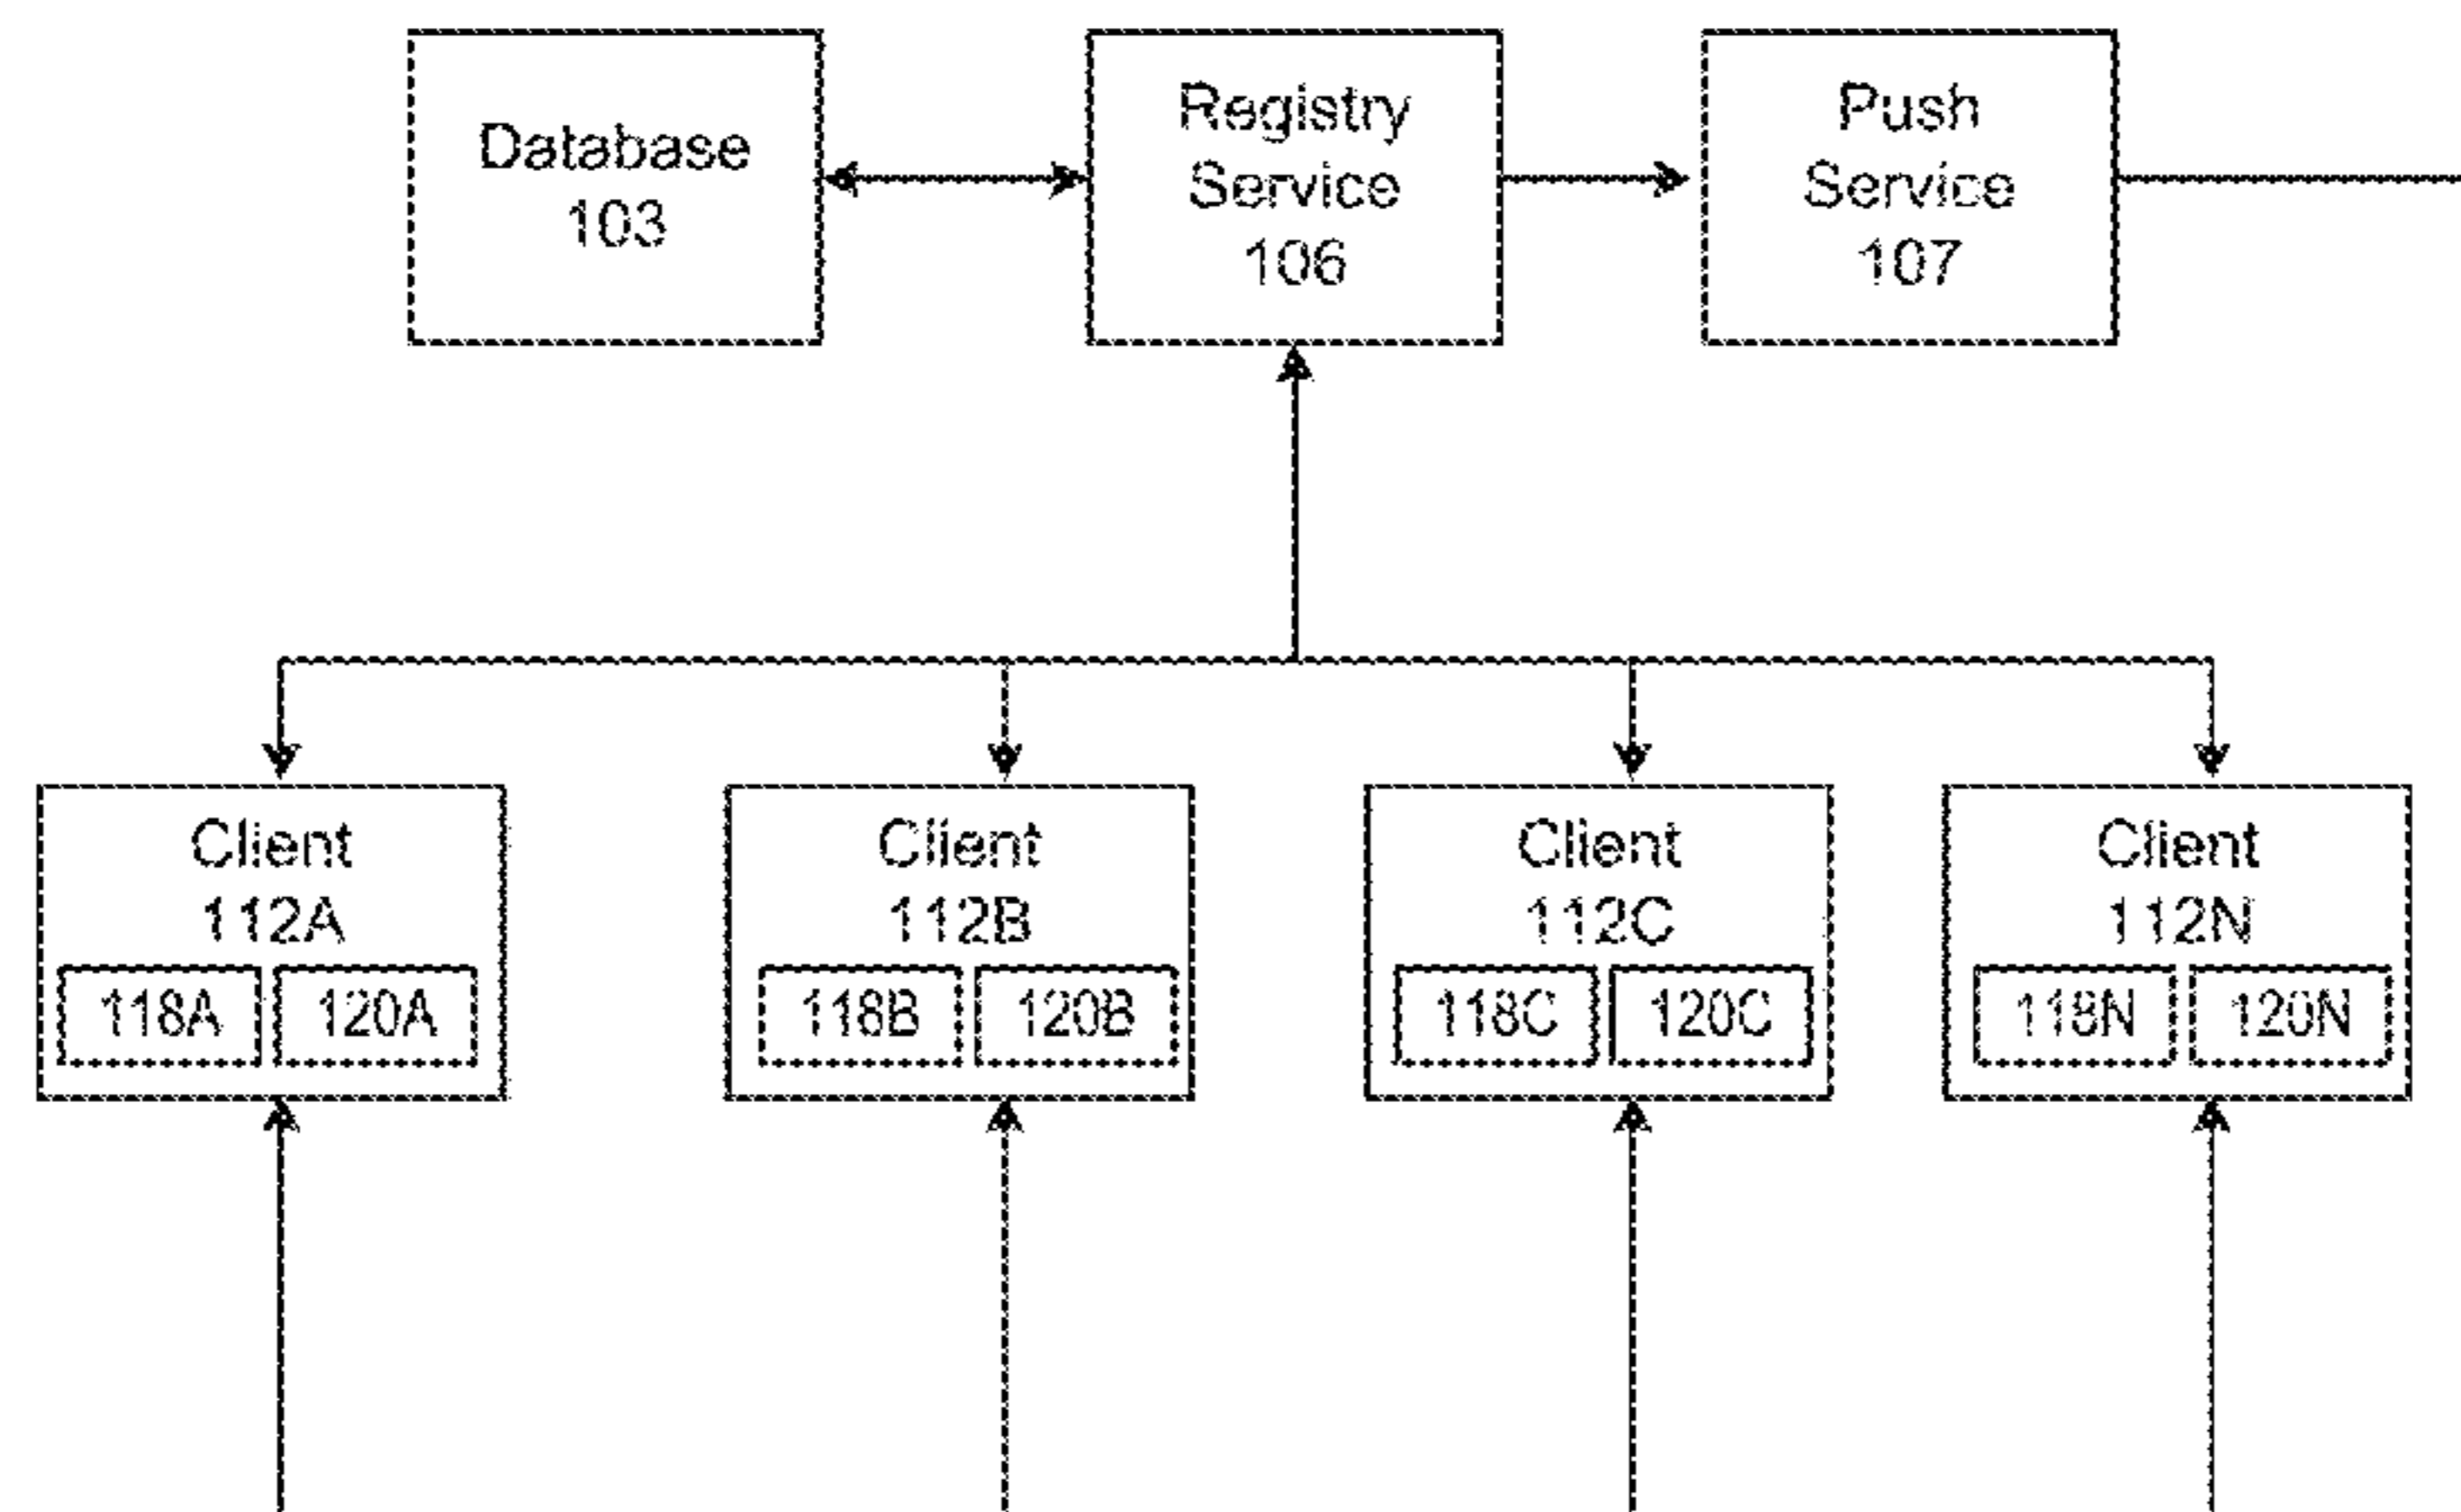 Database
103
Registry
Service
106
Push
Service
107
Client
112A
118A 120A
Client
112B
118B 120B
Client
112C
118C 120C
Client
112N
118N 120N